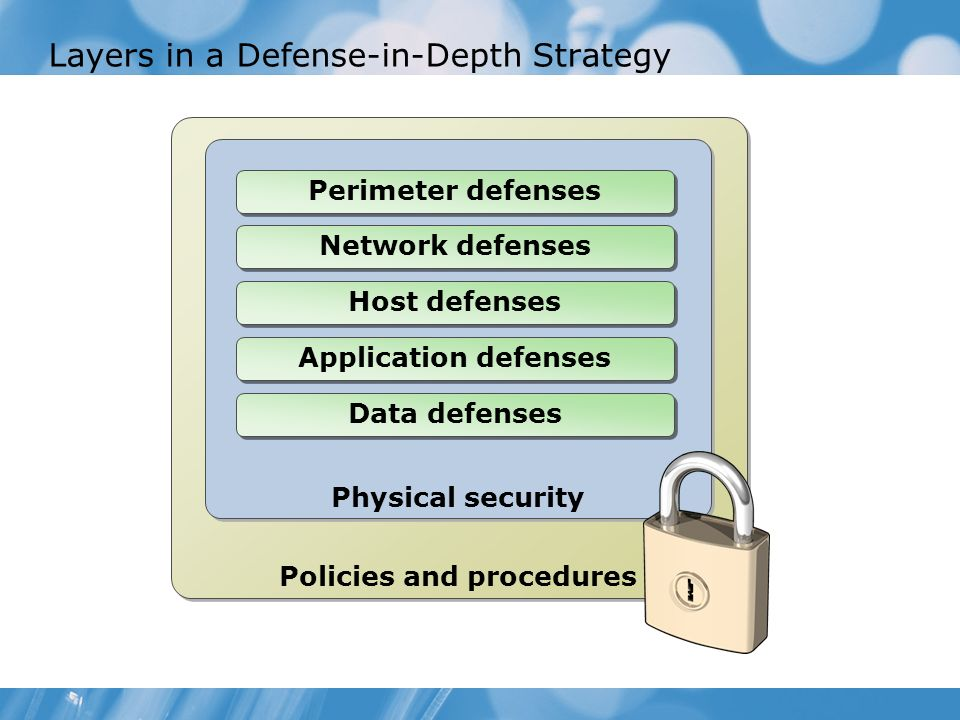 Layers in a Defense-in-Depth Strategy
Perimeter defenses
Network defenses
Host defenses
Application defenses
Data defenses
Physical security
Policies and procedures